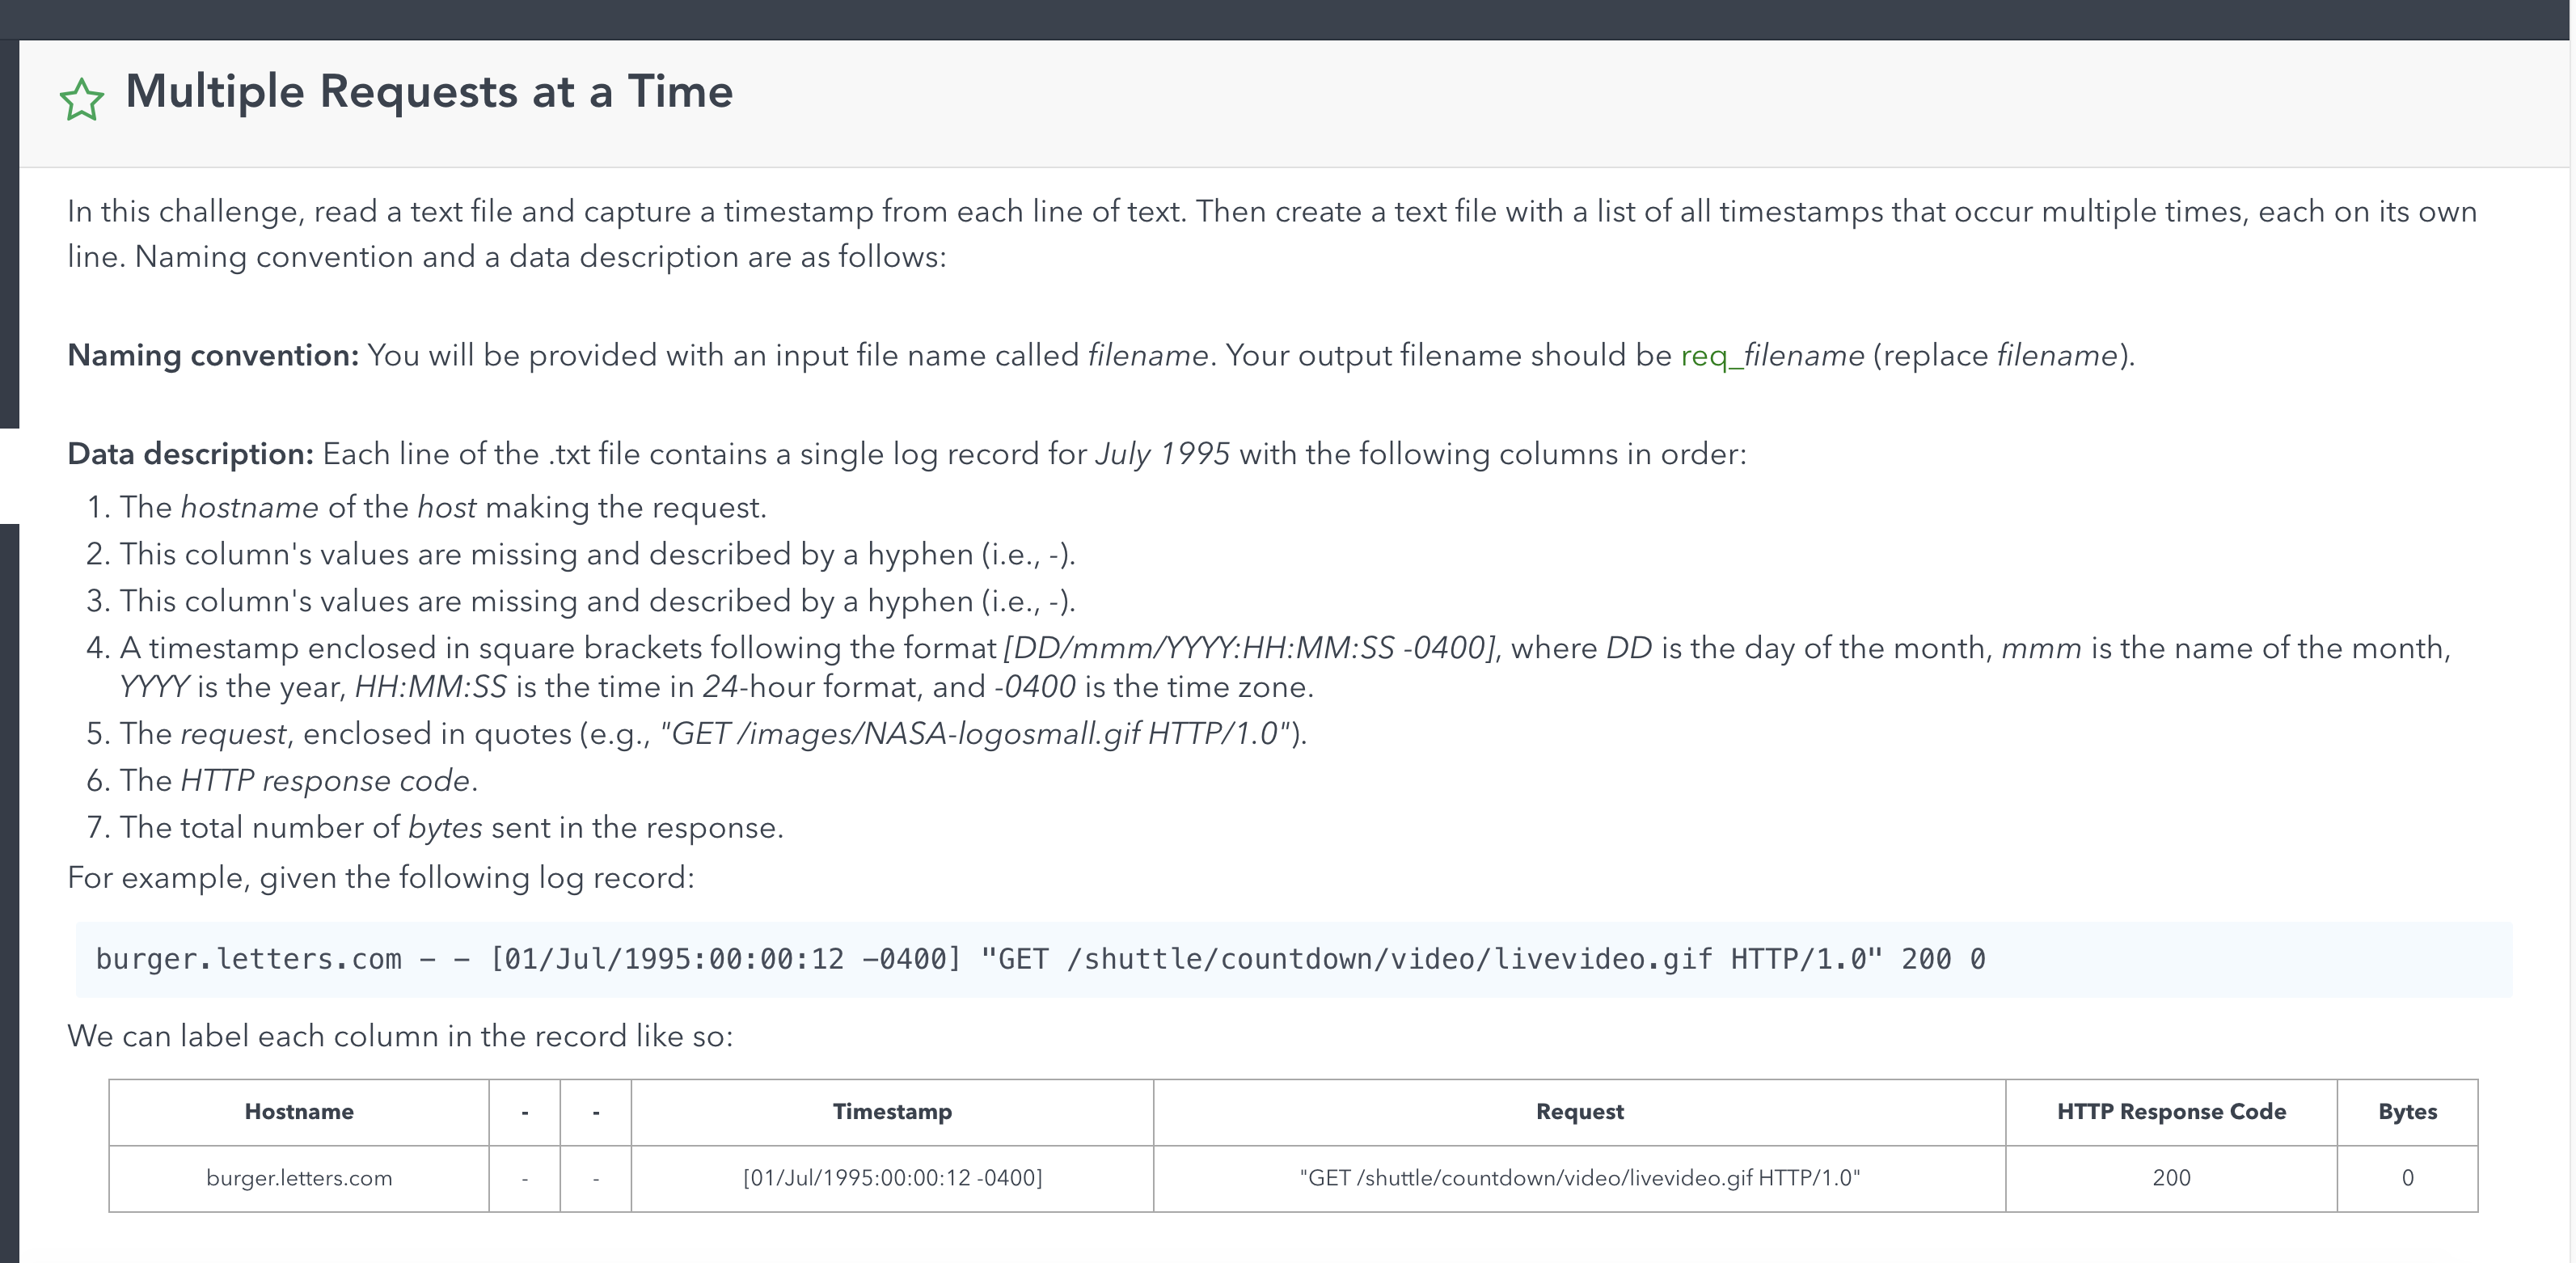 Multiple Requests at a Time
In this challenge, read a text file and capture a timestamp from each line of text. Then create a text file with a list of all timestamps that occur multiple times, each on its own
line. Naming convention and a data description are as follows:
Naming convention: You will be provided with an input file name called filename. Your output filename should be req_filename (replace filename).
Data description: Each line of the .txt file contains a single log record for July 1995 with the following columns in order:
1. The hostname of the host making the request.
2. This column's values are missing and described by a hyphen (i.e., -).
3. This column's values are missing and described by a hyphen (i.e., -).
4. A timestamp enclosed in square brackets following the format [DD/mmm/YYYY:HH:MM:SS -0400], where DD is the day of the month, mmm is the name of the month,
YYYY is the year, HH:MM:SS is the time in 24-hour format, and -0400 is the time zone.
5. The request, enclosed in quotes (e.g., "GET /images/NASA-logosmall.gif HTTP/1.0").
6. The HTTP response code.
7. The total number of bytes sent in the response.
For example, given the following log record:
burger.letters.com - - [01/Jul/1995:00:00:12 -0400] "GET /shuttle/countdown/video/livevideo.gif HTTP/1.0" 200 0
We can label each column in the record like so:
Hostname - - Timestamp Request HTTP Response Code Bytes
burger.letters.com - - [01/Jul/1995:00:00:12 -0400] "GET /shuttle/countdown/video/livevideo.gif HTTP/1.0" 200 0